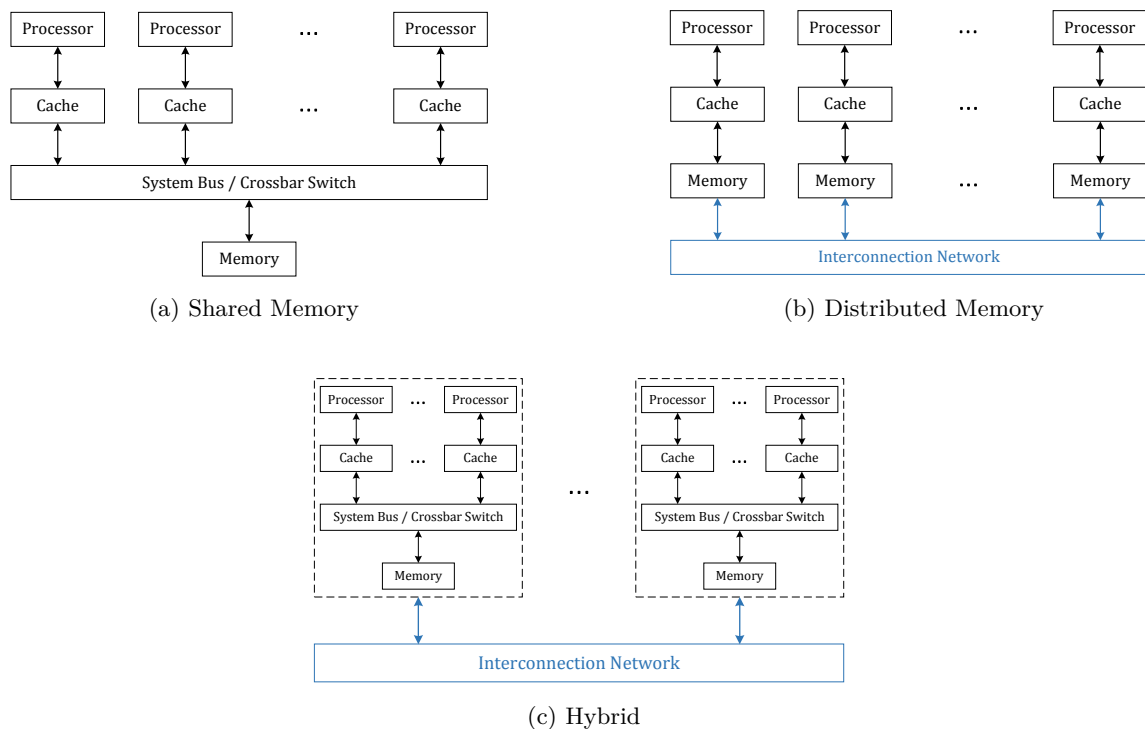 Processor Processor ... Processor
Cache Cache ... Cache
System Bus / Crossbar Switch
Memory
(a) Shared Memory
Processor Processor ... Processor
Cache Cache ... Cache
Memory Memory ... Memory
Interconnection Network
(b) Distributed Memory
Processor ... Processor
Cache ... Cache
System Bus / Crossbar Switch
Memory
...
Processor ... Processor
Cache ... Cache
System Bus / Crossbar Switch
Memory
Interconnection Network
(c) Hybrid